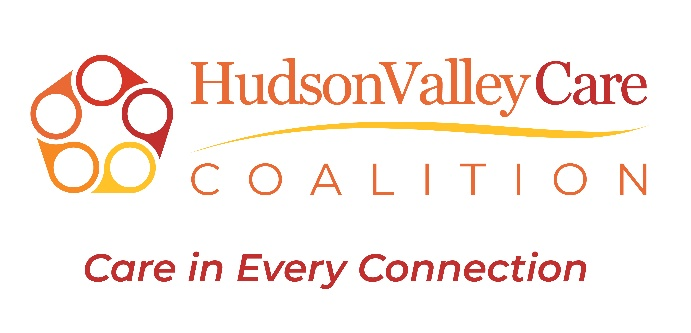 HudsonValleyCare
COALITION
Care in Every Connection